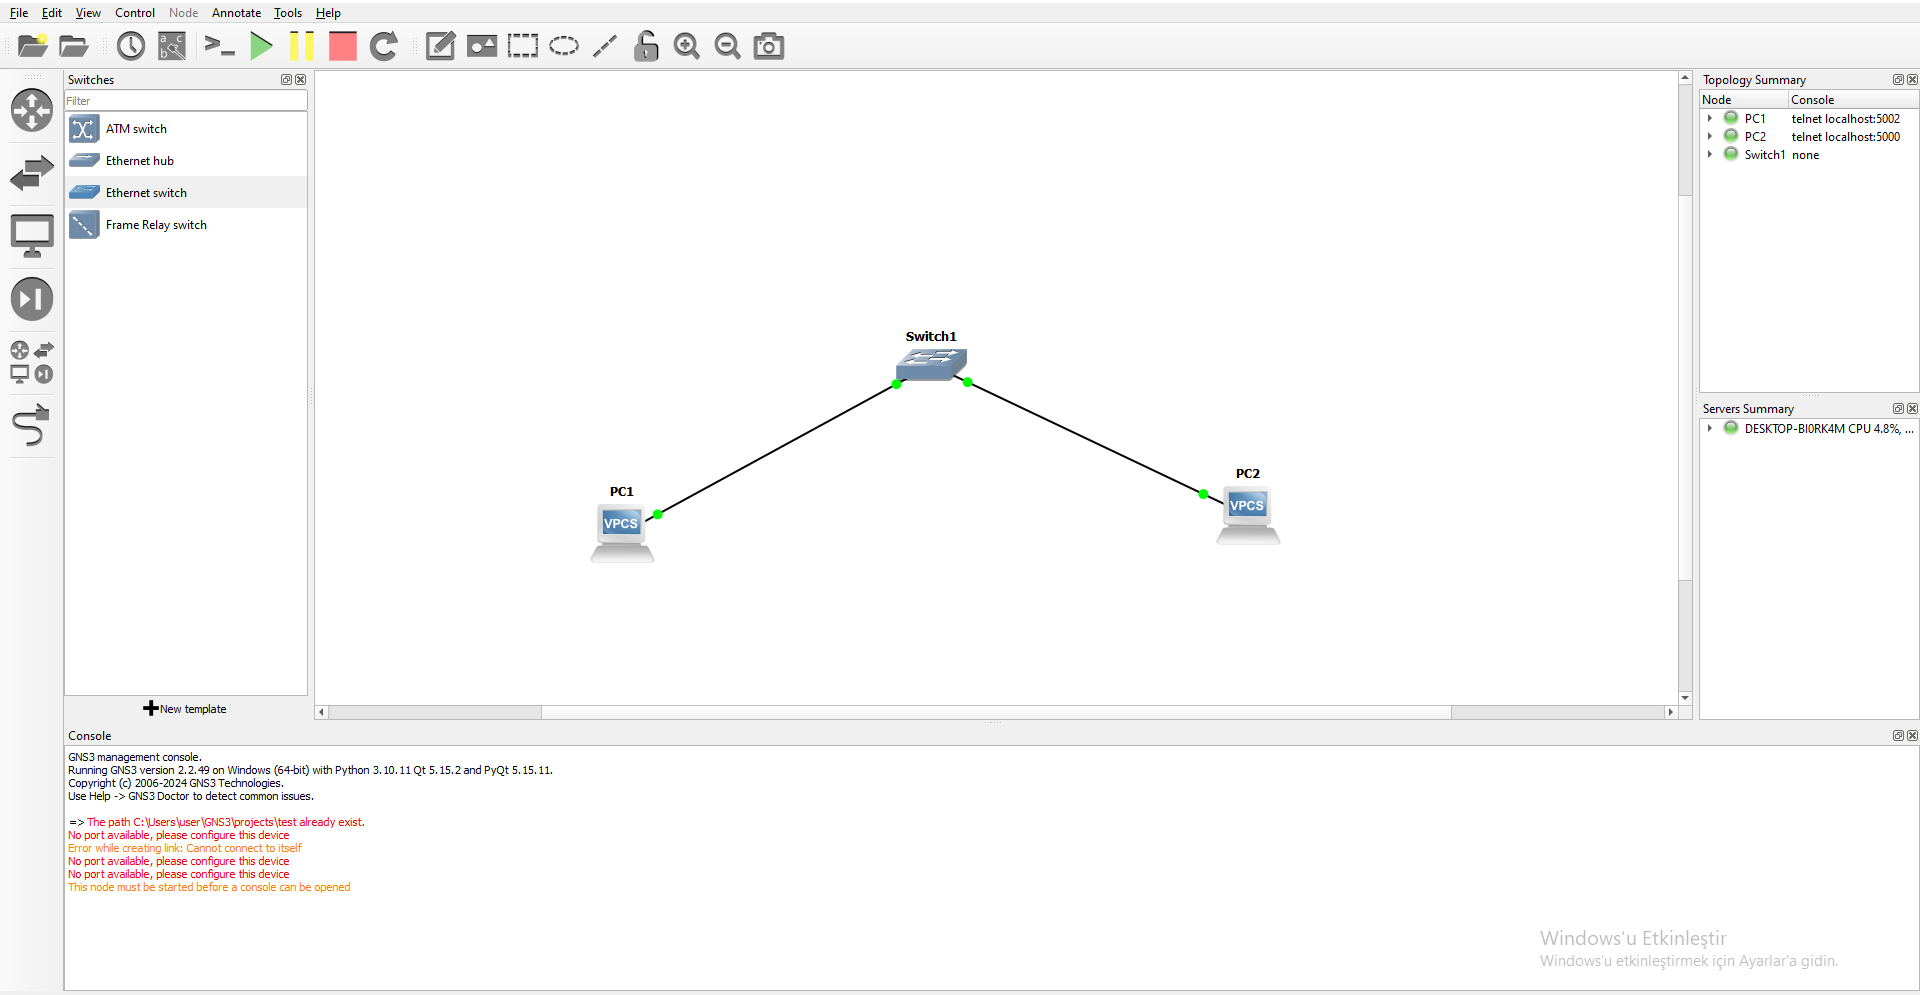 File Edit View Control Node Annotate Tools Help
Switches
Filter
ATM switch
Ethernet hub
Ethernet switch
Frame Relay switch
New template
Switch1
PC1
VPCS
PC2
VPCS
Topology Summary
Node Console
PC1 telnet localhost:5002
PC2 telnet localhost:5000
Switch1 none
Servers Summary
DESKTOP-BI0RK4M CPU 4.8%, ...
Console
GNS3 management console.
Running GNS3 version 2.2.49 on Windows (64-bit) with Python 3.10.11 Qt 5.15.2 and PyQt 5.15.11.
Copyright (c) 2006-2024 GNS3 Technologies.
Use Help -> GNS3 Doctor to detect common issues.
=> The path C:\Users\user\GNS3\projects\test already exist.
No port available, please configure this device
Error while creating link: Cannot connect to itself
No port available, please configure this device
No port available, please configure this device
This node must be started before a console can be opened
Windows'u Etkinleştir
Windows'u etkinleştirmek için Ayarlar'a gidin.